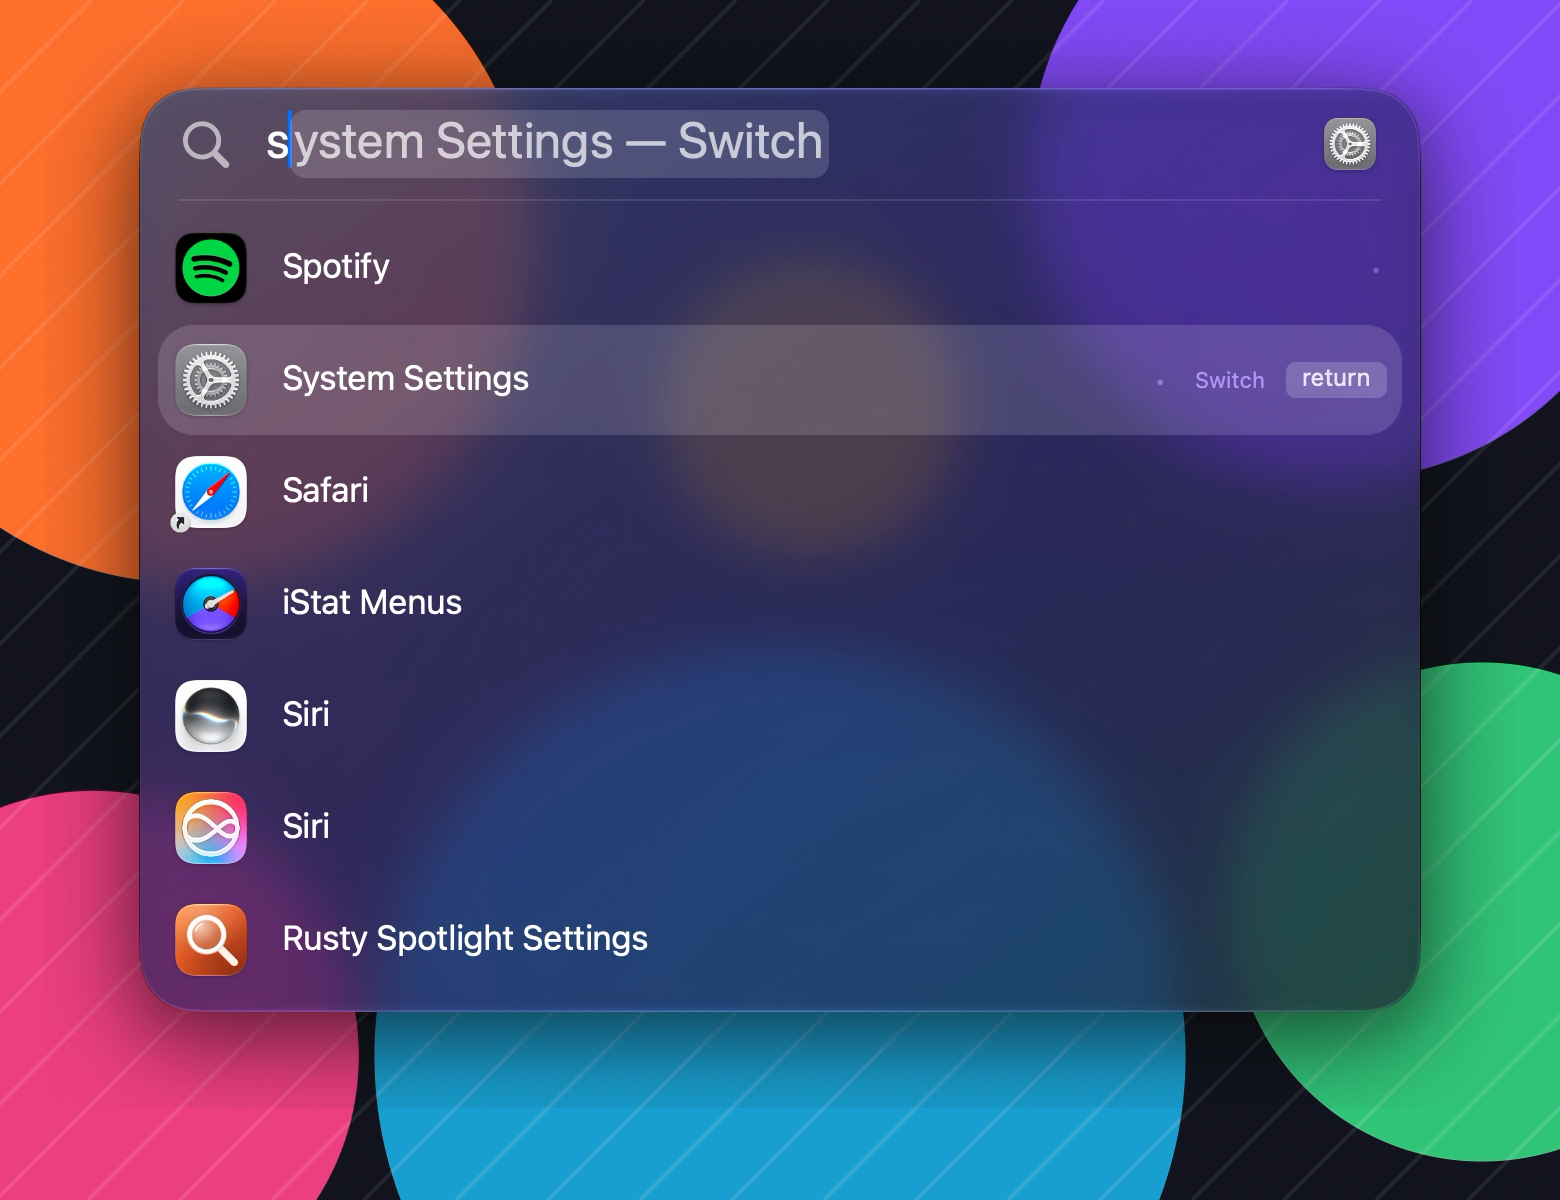 system Settings — Switch
Spotify
System Settings
Switch
return
Safari
iStat Menus
Siri
Siri
Rusty Spotlight Settings